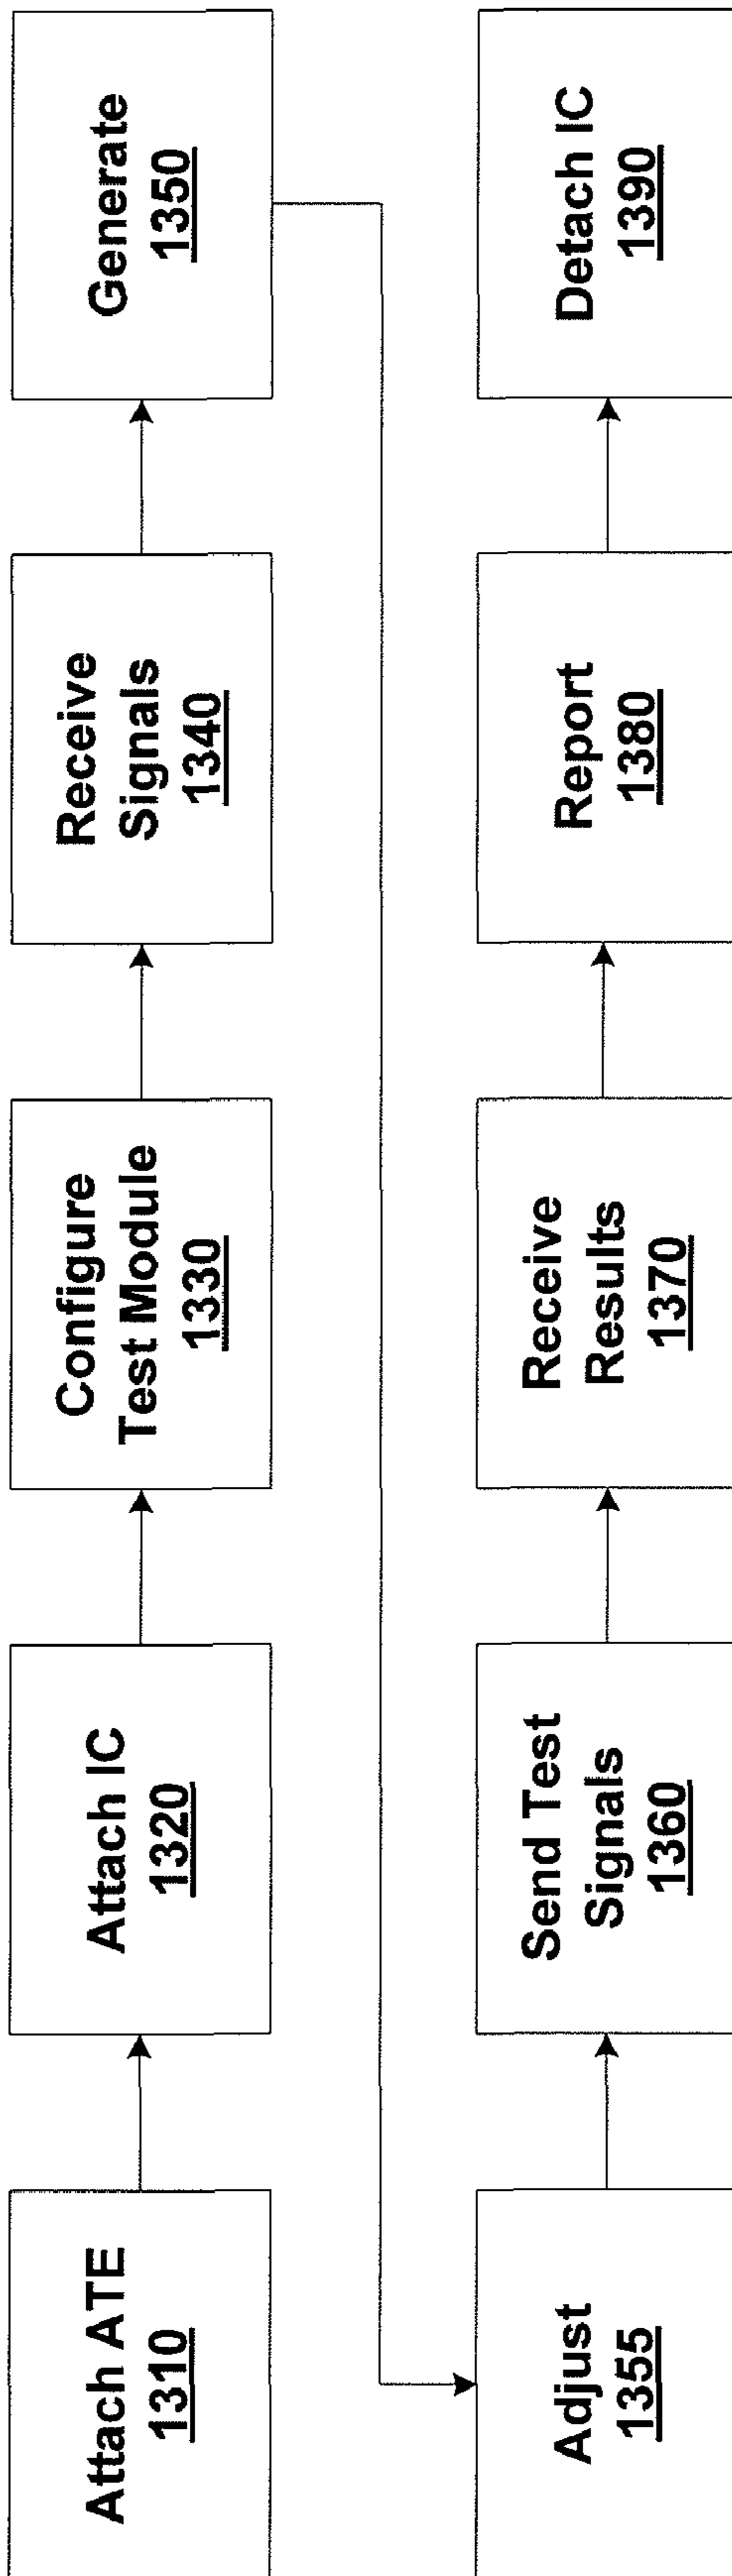 Attach ATE
1310
Attach IC
1320
Configure
Test Module
1330
Receive
Signals
1340
Generate
1350
Adjust
1355
Send Test
Signals
1360
Receive
Results
1370
Report
1380
Detach IC
1390